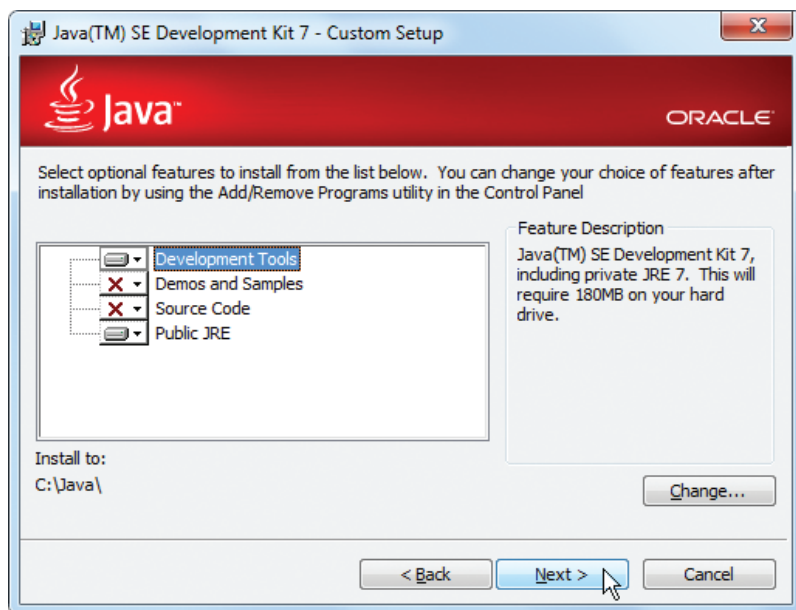 Java(TM) SE Development Kit 7 - Custom Setup
Java™
ORACLE
Select optional features to install from the list below. You can change your choice of features after
installation by using the Add/Remove Programs utility in the Control Panel
Development Tools
Demos and Samples
Source Code
Public JRE
Feature Description
Java(TM) SE Development Kit 7,
including private JRE 7. This will
require 180MB on your hard
drive.
Install to:
C:\Java\
Change...
< Back
Next >
Cancel